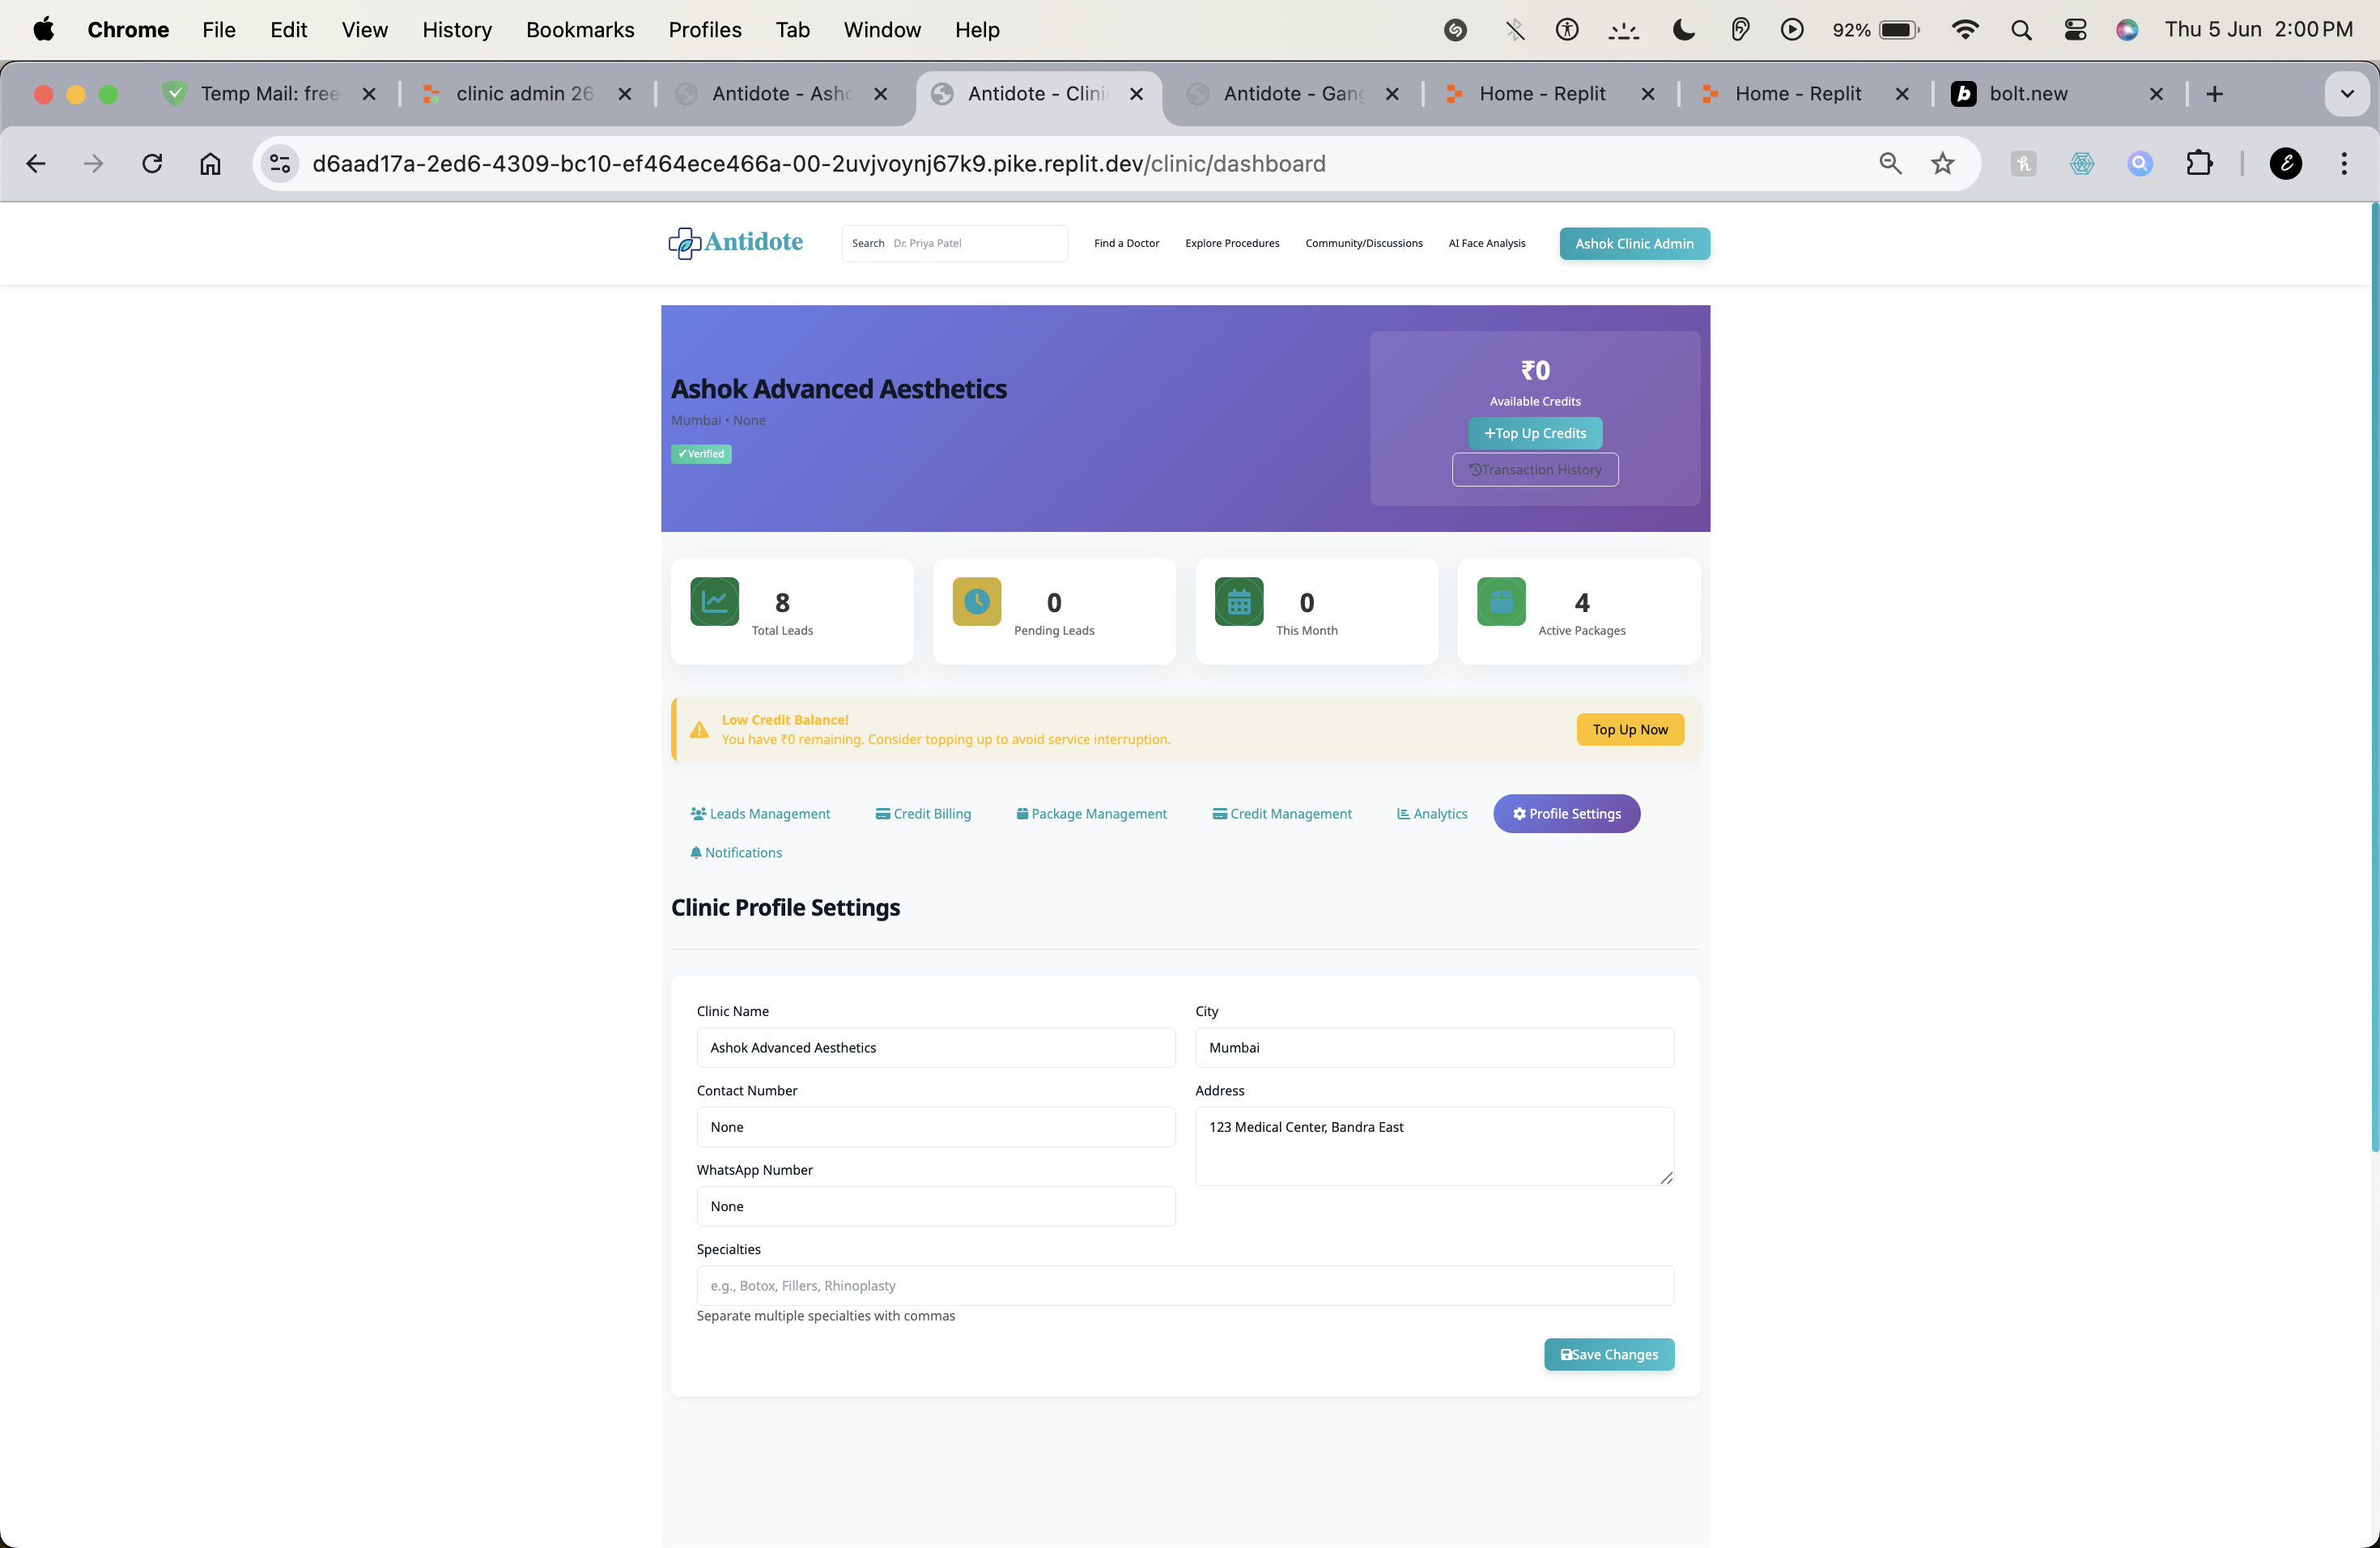 Chrome File Edit View History Bookmarks Profiles Tab Window Help 92% Thu 5 Jun 2:00 PM
Temp Mail: free clinic admin 26 Antidote - Asho Antidote - Clini Antidote - Gang Home - Replit Home - Replit bolt.new
d6aad17a-2ed6-4309-bc10-ef464ece466a-00-2uvjvoynj67k9.pike.replit.dev/clinic/dashboard
Antidote Search Dr. Priya Patel Find a Doctor Explore Procedures Community/Discussions AI Face Analysis Ashok Clinic Admin
Ashok Advanced Aesthetics
Mumbai • None
✓Verified
₹0
Available Credits
+Top Up Credits
Transaction History
8
Total Leads
0
Pending Leads
0
This Month
4
Active Packages
Low Credit Balance!
You have ₹0 remaining. Consider topping up to avoid service interruption.
Top Up Now
Leads Management Credit Billing Package Management Credit Management Analytics Profile Settings
Notifications
Clinic Profile Settings
Clinic Name
Ashok Advanced Aesthetics
City
Mumbai
Contact Number
None
Address
123 Medical Center, Bandra East
WhatsApp Number
None
Specialties
e.g., Botox, Fillers, Rhinoplasty
Separate multiple specialties with commas
Save Changes